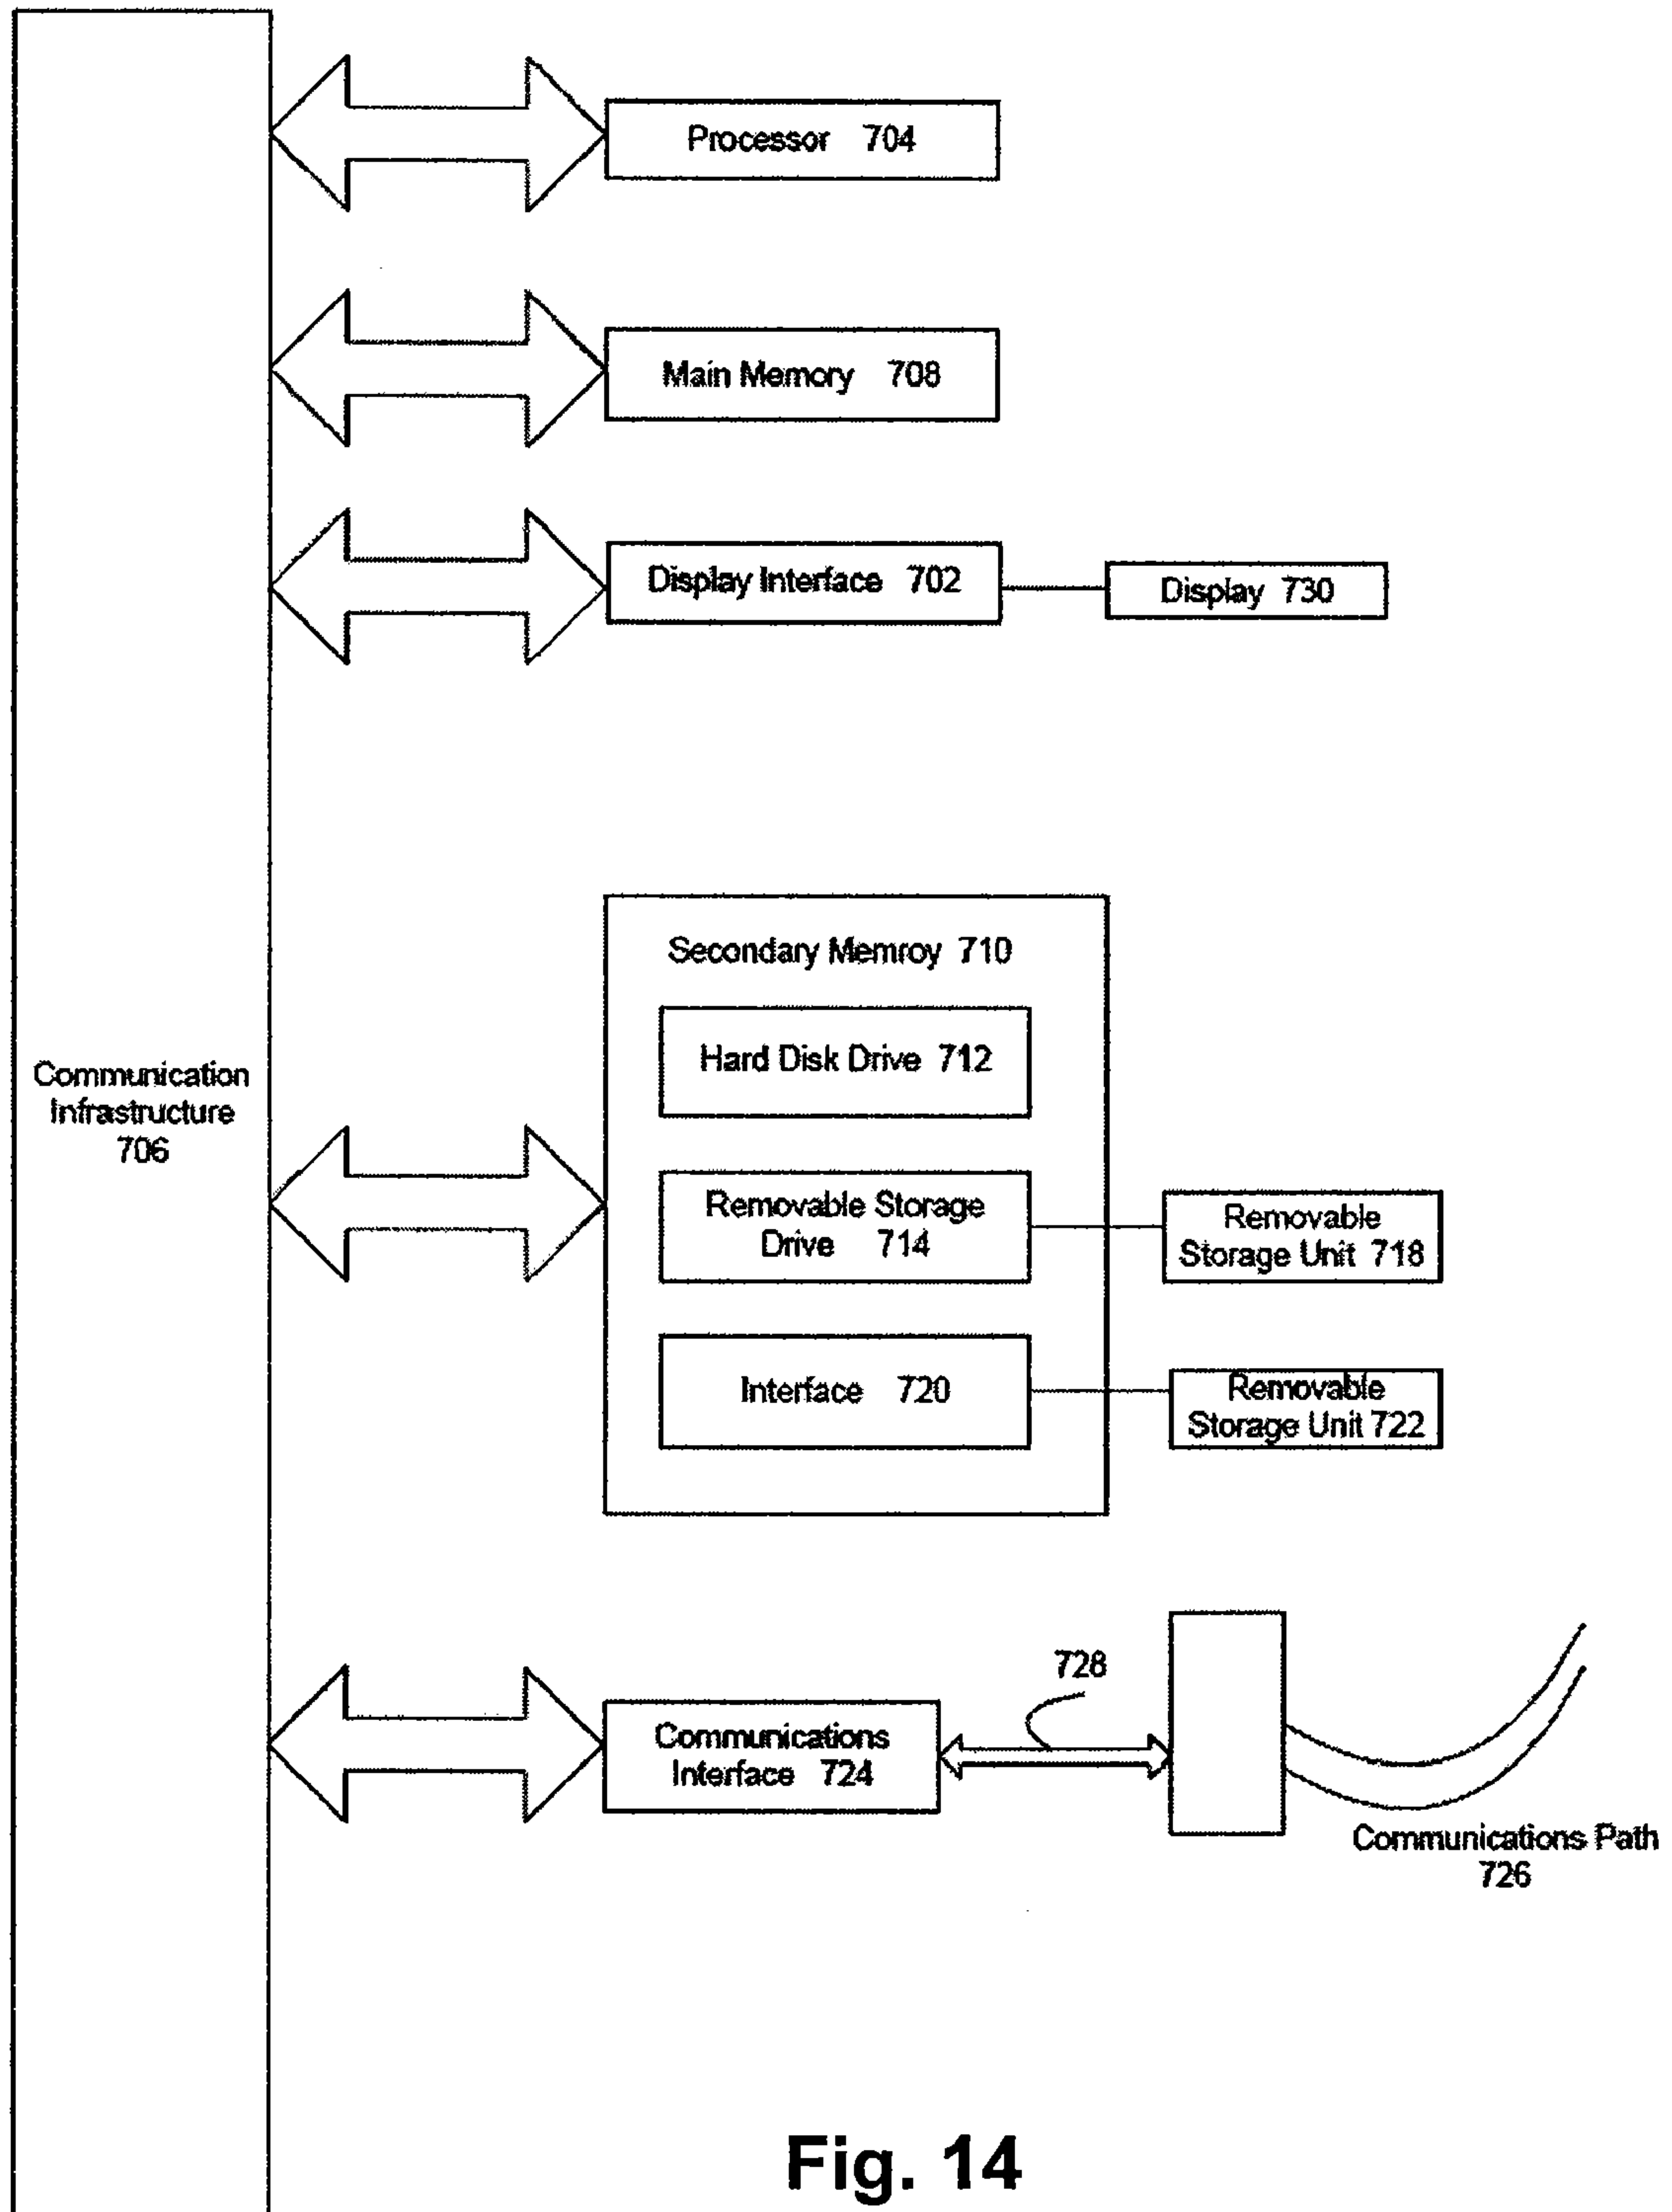 Processor 704
Main Memory 708
Display Interface 702
Display 730
Secondary Memroy 710
Hard Disk Drive 712
Communication
Infrastructure
706
Removable Storage
Drive 714
Removable
Storage Unit 718
Interface 720
Removable
Storage Unit 722
728
Communications
Interface 724
Communications Path
726
Fig. 14